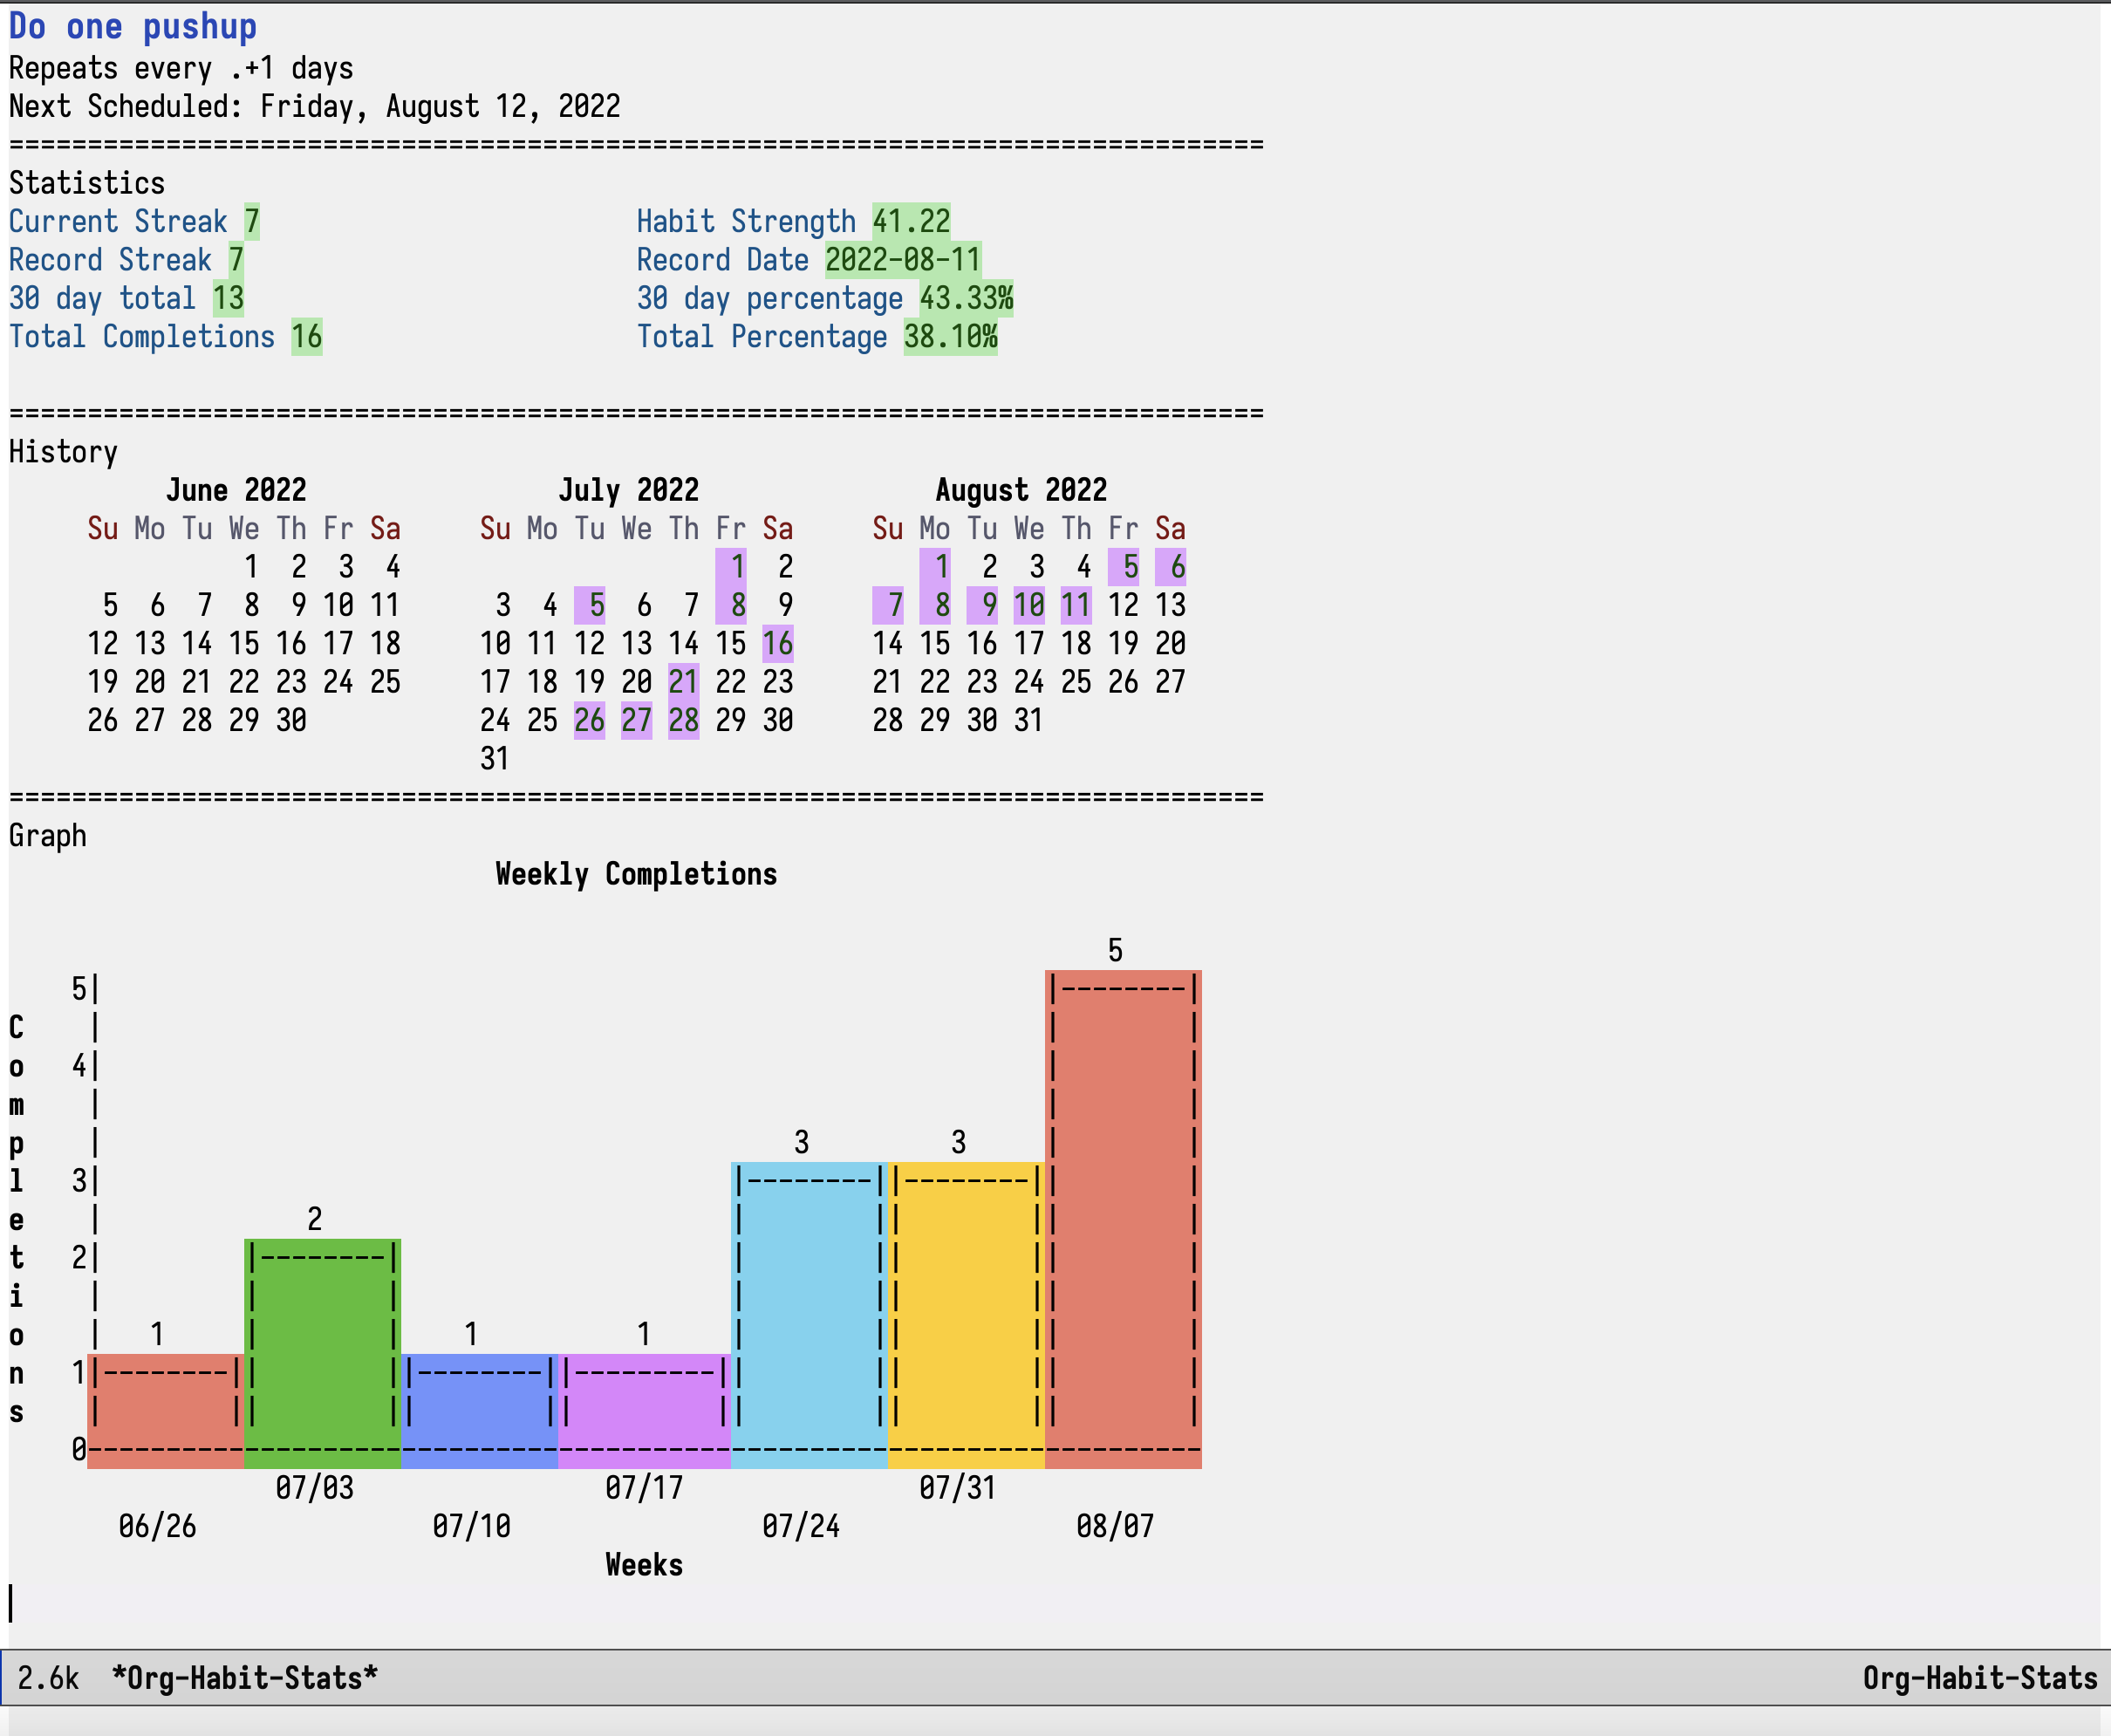 Do one pushup
Repeats every .+1 days
Next Scheduled: Friday, August 12, 2022
================================================================================
Statistics
Current Streak 7 Habit Strength 41.22
Record Streak 7 Record Date 2022-08-11
30 day total 13 30 day percentage 43.33%
Total Completions 16 Total Percentage 38.10%
================================================================================
History
June 2022 July 2022 August 2022
Su Mo Tu We Th Fr Sa Su Mo Tu We Th Fr Sa Su Mo Tu We Th Fr Sa
1 2 3 4 1 2 1 2 3 4 5 6
5 6 7 8 9 10 11 3 4 5 6 7 8 9 7 8 9 10 11 12 13
12 13 14 15 16 17 18 10 11 12 13 14 15 16 14 15 16 17 18 19 20
19 20 21 22 23 24 25 17 18 19 20 21 22 23 21 22 23 24 25 26 27
26 27 28 29 30 24 25 26 27 28 29 30 28 29 30 31
31
================================================================================
Graph
Weekly Completions
5
5
4
3 3
3
2
2
1 1 1
1
0
Completions
07/03 07/17 07/31
06/26 07/10 07/24 08/07
Weeks
2.6k *Org-Habit-Stats* Org-Habit-Stats